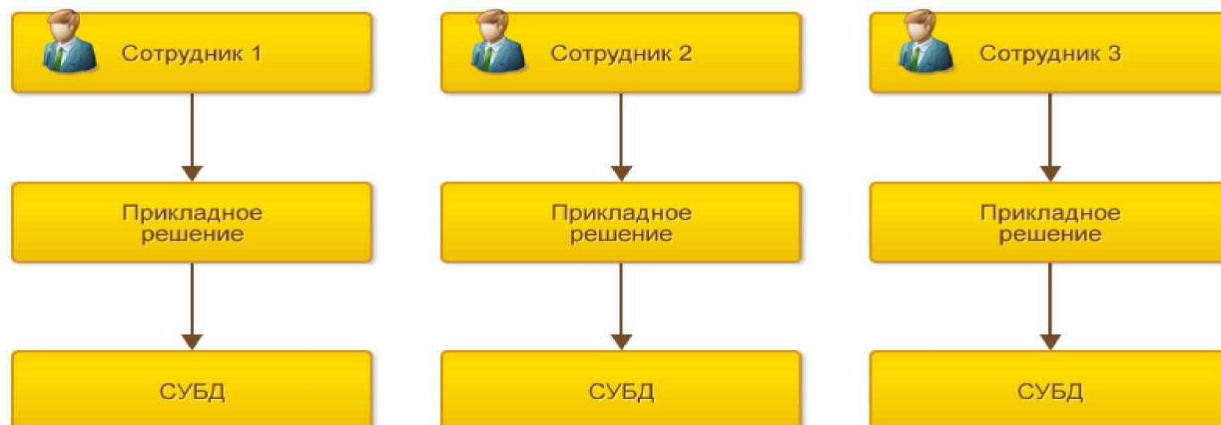 Сотрудник 1
Сотрудник 2
Сотрудник 3
Прикладное
решение
Прикладное
решение
Прикладное
решение
СУБД
СУБД
СУБД